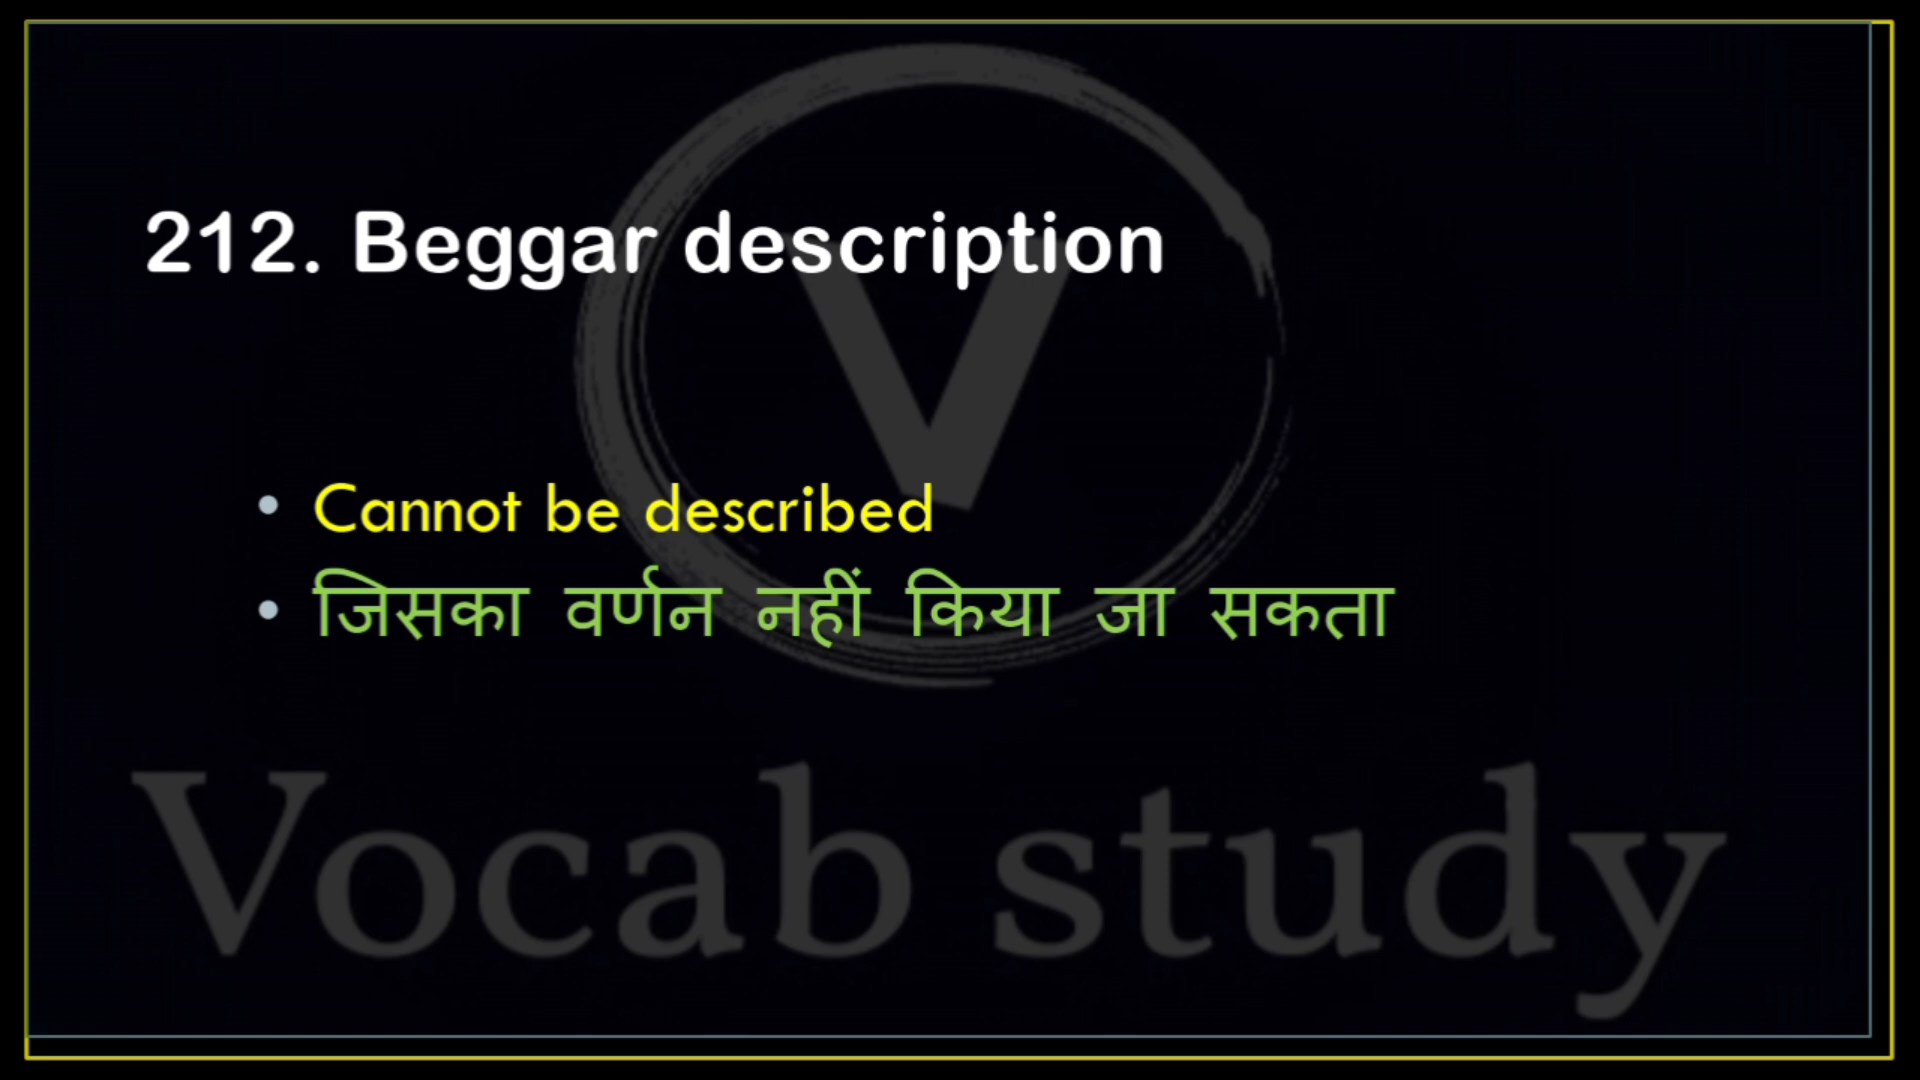 212. Beggar description
• Cannot be described
• जिसका वर्णन नहीं किया जा सकता
V
Vocab study